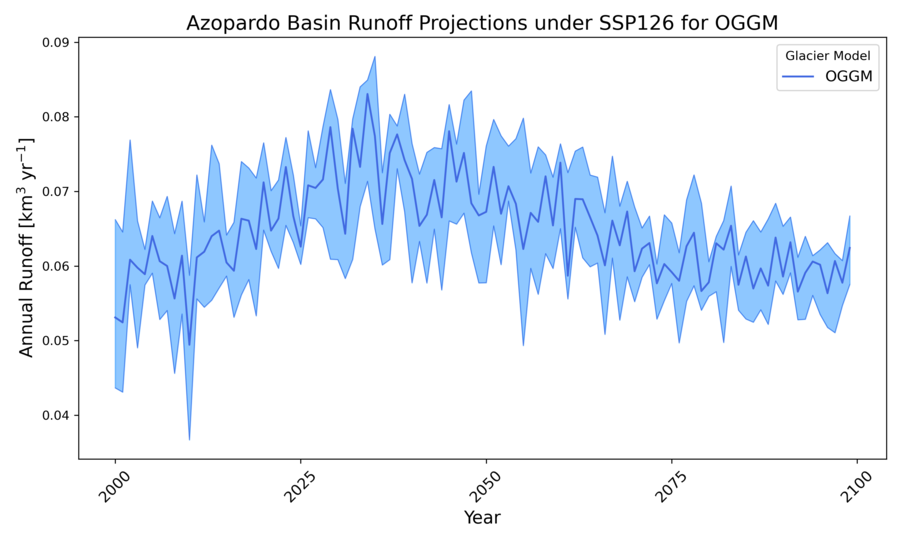 Azopardo Basin Runoff Projections under SSP126 for OGGM
0.09
0.08
0.07
0.06
0.05
0.04
Annual Runoff [km³ yr⁻¹]
Glacier Model
OGGM
2000
2025
2050
2075
2100
Year